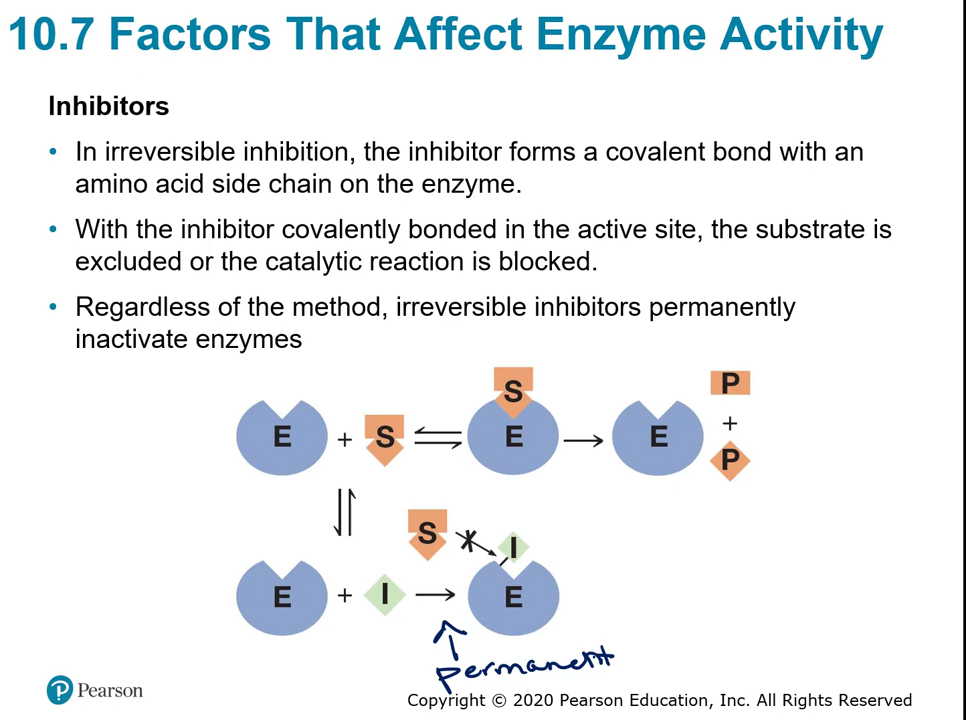 10.7 Factors That Affect Enzyme Activity
Inhibitors
• In irreversible inhibition, the inhibitor forms a covalent bond with an
amino acid side chain on the enzyme.
• With the inhibitor covalently bonded in the active site, the substrate is
excluded or the catalytic reaction is blocked.
• Regardless of the method, irreversible inhibitors permanently
inactivate enzymes
E + S ⇌ S E → E P + P
S I
E + I → E
permanent
P Pearson
Copyright © 2020 Pearson Education, Inc. All Rights Reserved